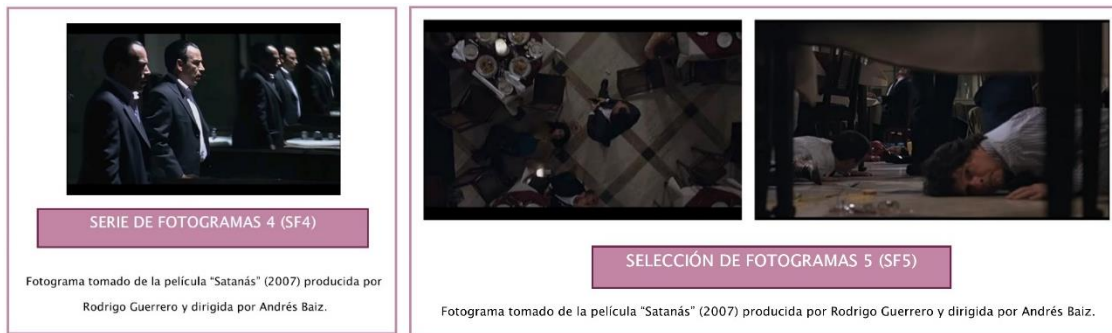 SERIE DE FOTOGRAMAS 4 (SF4)
Fotograma tomado de la película “Satanás” (2007) producida por
Rodrigo Guerrero y dirigida por Andrés Baiz.
SELECCIÓN DE FOTOGRAMAS 5 (SF5)
Fotograma tomado de la película “Satanás” (2007) producida por Rodrigo Guerrero y dirigida por Andrés Baiz.